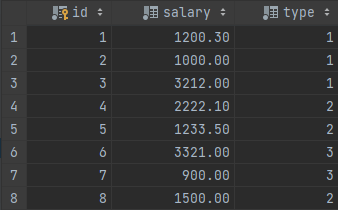 id salary type
1 1 1200.30 1
2 2 1000.00 1
3 3 3212.00 1
4 4 2222.10 2
5 5 1233.50 2
6 6 3321.00 3
7 7 900.00 3
8 8 1500.00 2